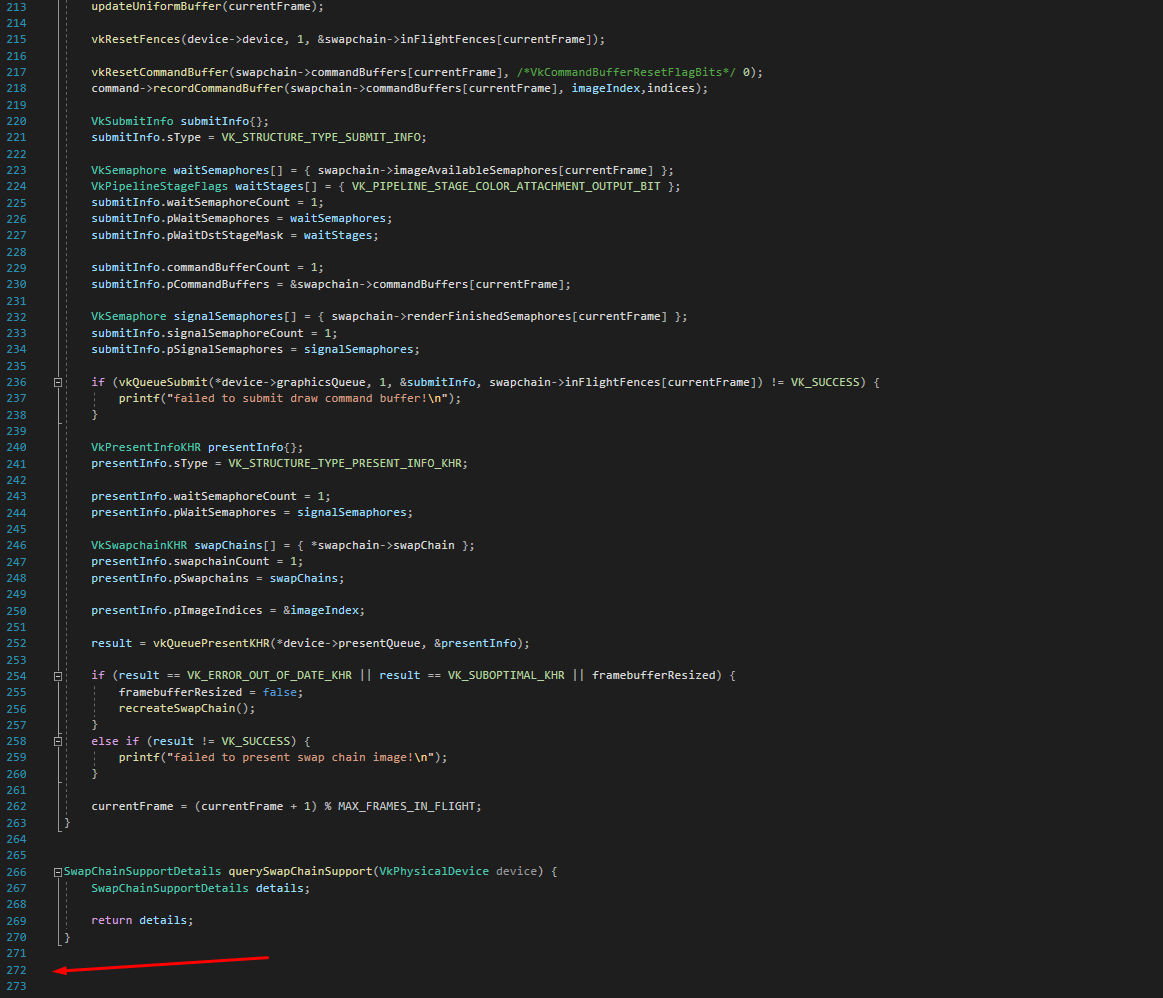 213 updateUniformBuffer(currentFrame);
214
215 vkResetFences(device->device, 1, &swapchain->inFlightFences[currentFrame]);
216
217 vkResetCommandBuffer(swapchain->commandBuffers[currentFrame], /*VkCommandBufferResetFlagBits*/ 0);
218 command->recordCommandBuffer(swapchain->commandBuffers[currentFrame], imageIndex,indices);
219
220 VkSubmitInfo submitInfo{};
221 submitInfo.sType = VK_STRUCTURE_TYPE_SUBMIT_INFO;
222
223 VkSemaphore waitSemaphores[] = { swapchain->imageAvailableSemaphores[currentFrame] };
224 VkPipelineStageFlags waitStages[] = { VK_PIPELINE_STAGE_COLOR_ATTACHMENT_OUTPUT_BIT };
225 submitInfo.waitSemaphoreCount = 1;
226 submitInfo.pWaitSemaphores = waitSemaphores;
227 submitInfo.pWaitDstStageMask = waitStages;
228
229 submitInfo.commandBufferCount = 1;
230 submitInfo.pCommandBuffers = &swapchain->commandBuffers[currentFrame];
231
232 VkSemaphore signalSemaphores[] = { swapchain->renderFinishedSemaphores[currentFrame] };
233 submitInfo.signalSemaphoreCount = 1;
234 submitInfo.pSignalSemaphores = signalSemaphores;
235
236 if (vkQueueSubmit(*device->graphicsQueue, 1, &submitInfo, swapchain->inFlightFences[currentFrame]) != VK_SUCCESS) {
237 printf("failed to submit draw command buffer!\n");
238 }
239
240 VkPresentInfoKHR presentInfo{};
241 presentInfo.sType = VK_STRUCTURE_TYPE_PRESENT_INFO_KHR;
242
243 presentInfo.waitSemaphoreCount = 1;
244 presentInfo.pWaitSemaphores = signalSemaphores;
245
246 VkSwapchainKHR swapChains[] = { *swapchain->swapChain };
247 presentInfo.swapchainCount = 1;
248 presentInfo.pSwapchains = swapChains;
249
250 presentInfo.pImageIndices = &imageIndex;
251
252 result = vkQueuePresentKHR(*device->presentQueue, &presentInfo);
253
254 if (result == VK_ERROR_OUT_OF_DATE_KHR || result == VK_SUBOPTIMAL_KHR || framebufferResized) {
255 framebufferResized = false;
256 recreateSwapChain();
257 }
258 else if (result != VK_SUCCESS) {
259 printf("failed to present swap chain image!\n");
260 }
261
262 currentFrame = (currentFrame + 1) % MAX_FRAMES_IN_FLIGHT;
263 }
264
265
266 SwapChainSupportDetails querySwapChainSupport(VkPhysicalDevice device) {
267 SwapChainSupportDetails details;
268
269 return details;
270 }
271
272
273